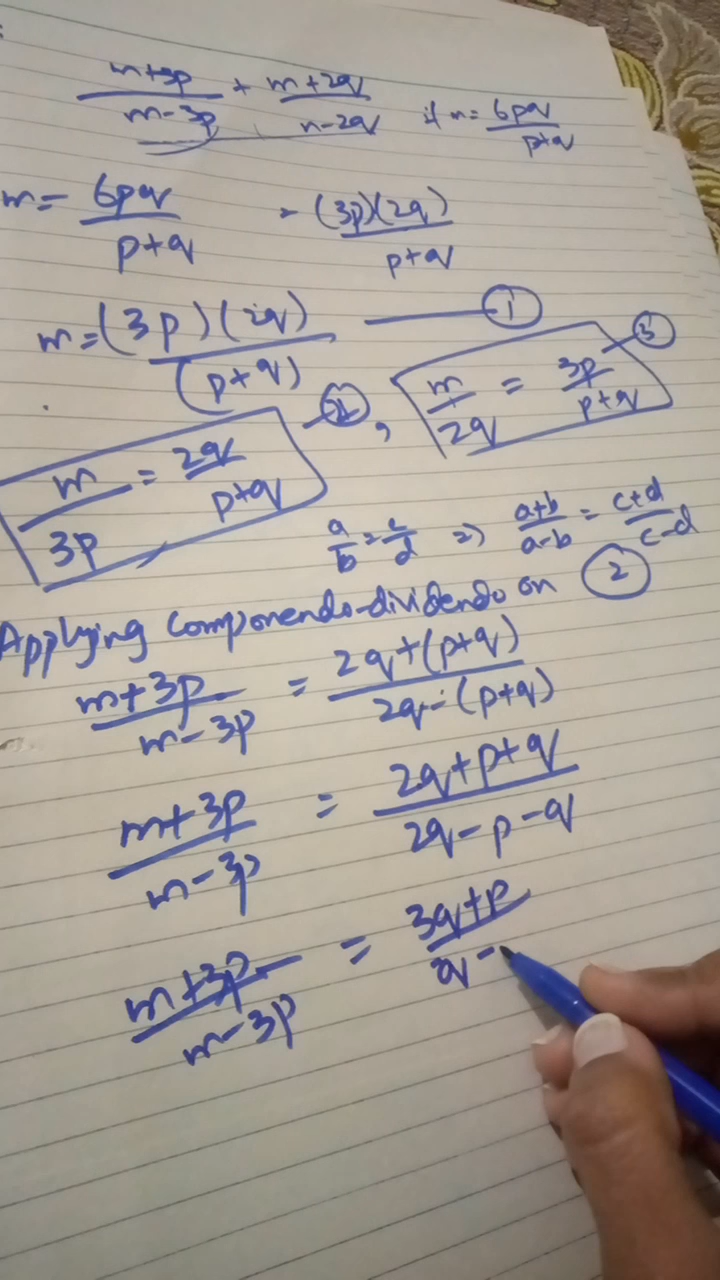 m+3p/m-3p + m+2q/n-2q if m = 6pq/p+q
m = 6pq/p+q = (3p)(2q)/p+q
m = (3p)(2q)/(p+q) — 1
m/3p = 2q/p+q — 2, m/2q = 3p/p+q — 3
a/b = c/d => a+b/a-b = c+d/c-d
Applying componendo-dividendo on 2
m+3p/m-3p = 2q+(p+q)/2q-(p+q)
m+3p/m-3p = 2q+p+q/2q-p-q
m+3p/m-3p = 3q+p/q-